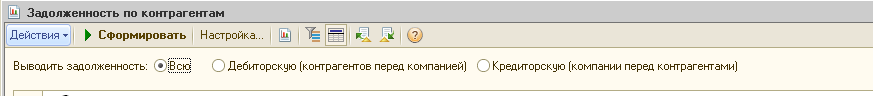 Задолженность по контрагентам
Действия Сформировать Настройка... ?
Выводить задолженность: Всю Дебиторскую (контрагентов перед компанией) Кредиторскую (компании перед контрагентами)